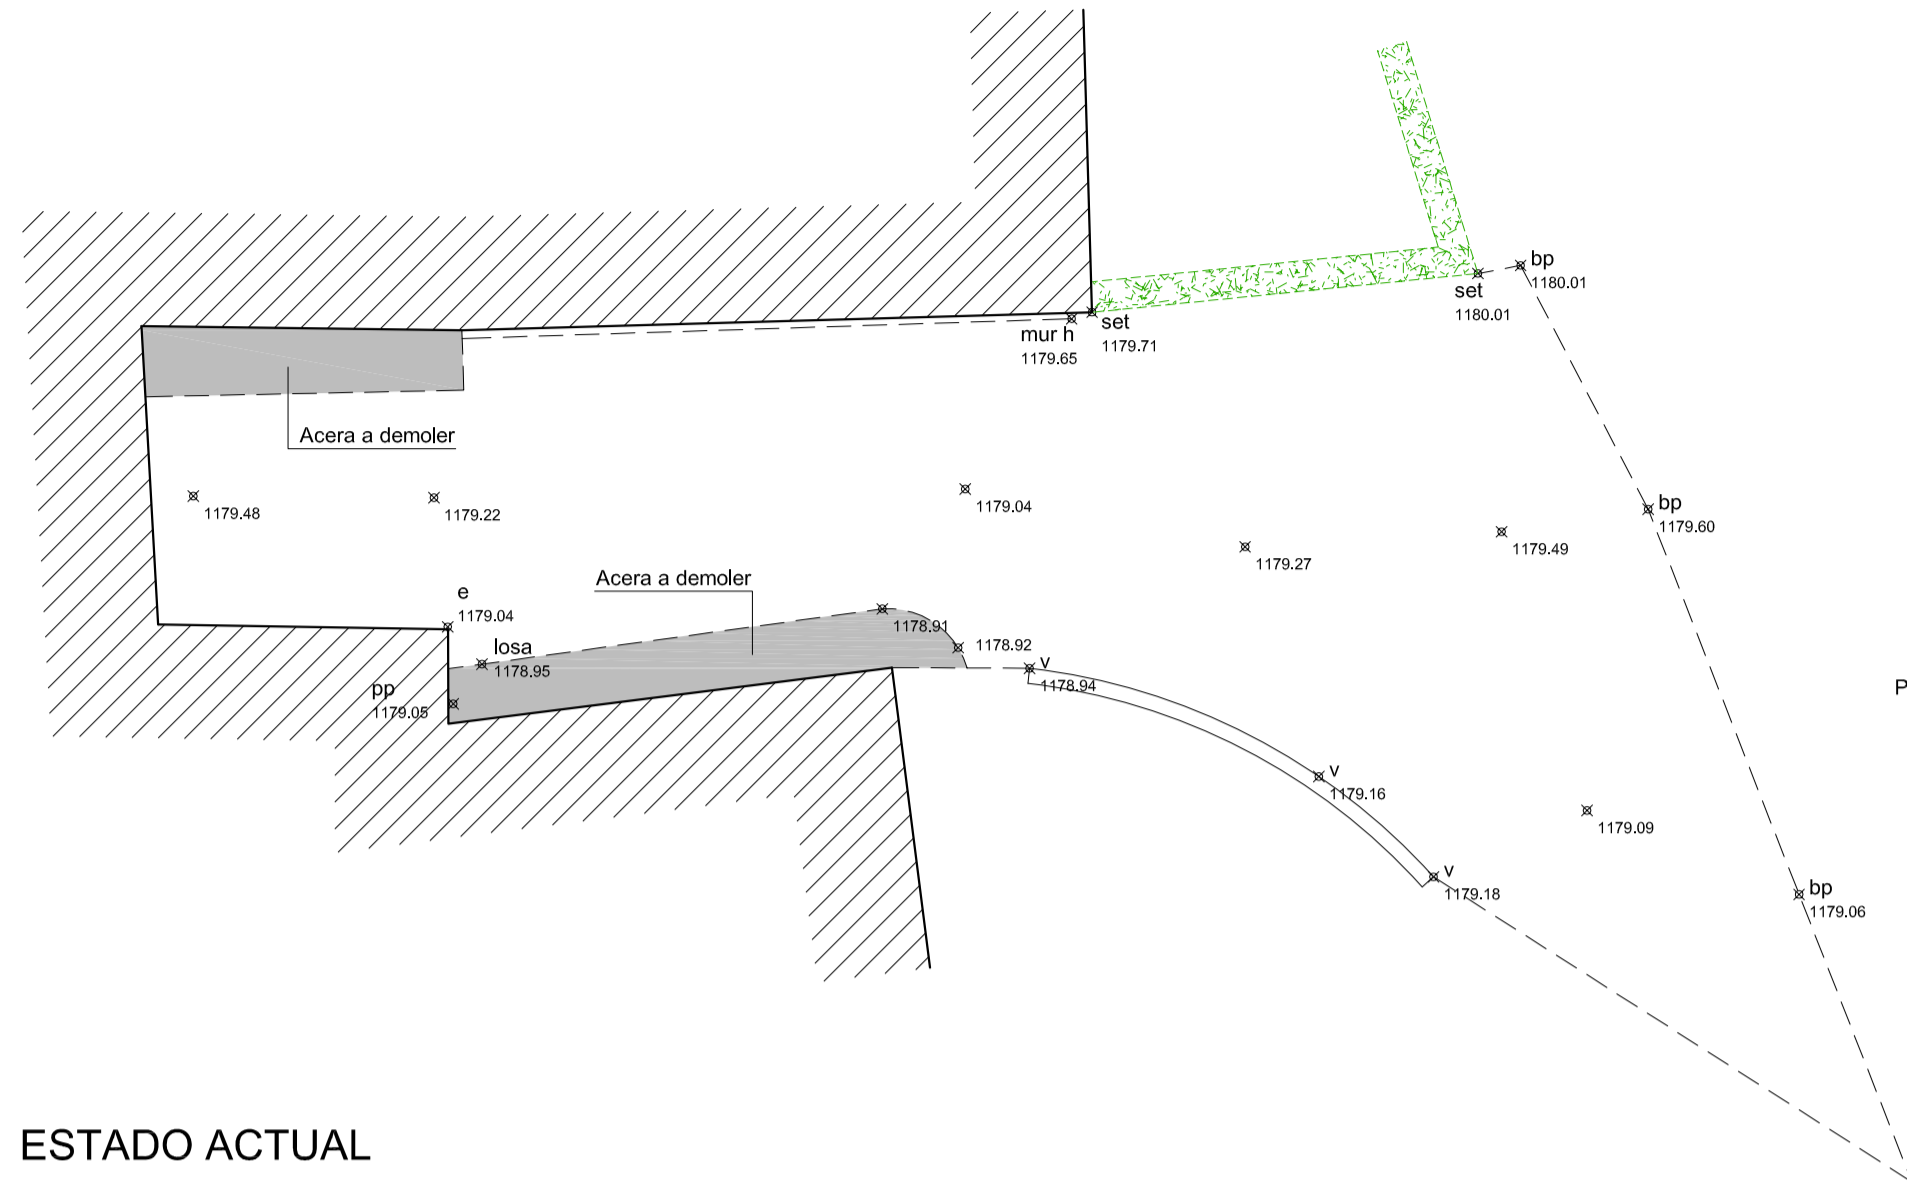 bp
1180.01
set
1180.01
set
1179.71
mur h
1179.65
Acera a demoler
1179.48
1179.22
1179.04
1179.27
1179.49
bp
1179.60
Acera a demoler
e
1179.04
losa
1178.95
1178.91
1178.92
v
1178.94
pp
1179.05
P
v
1179.16
1179.09
v
1179.18
bp
1179.06
ESTADO ACTUAL